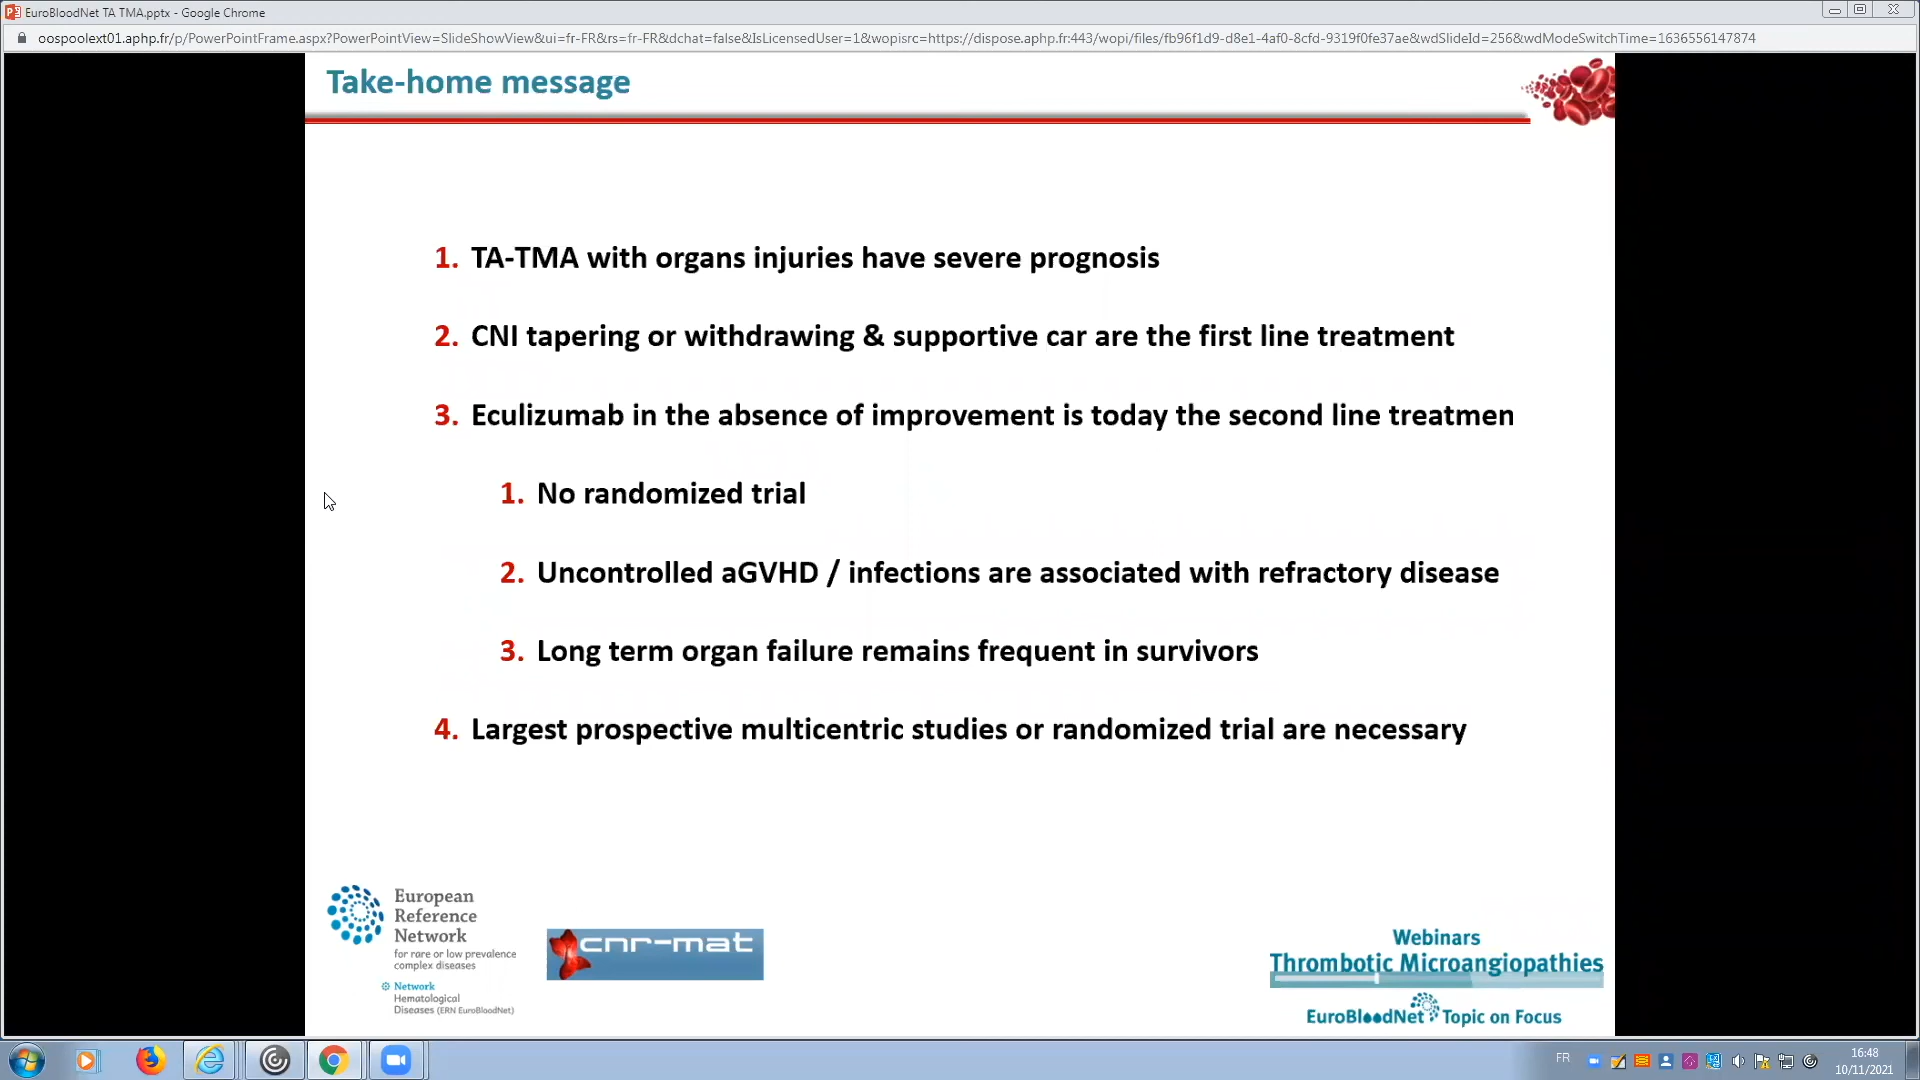 EuroBloodNet TA TMA.pptx - Google Chrome
oospoolext01.aphp.fr/p/PowerPointFrame.aspx?PowerPointView=SlideShowView&ui=fr-FR&rs=fr-FR&dchat=false&IsLicensedUser=1&wopisrc=https://dispose.aphp.fr:443/wopi/files/fb96f1d9-d8e1-4af0-8cfd-9319f0fe37ae&wdSlideId=256&wdModeSwitchTime=1636556147874
Take-home message
1. TA-TMA with organs injuries have severe prognosis
2. CNI tapering or withdrawing & supportive car are the first line treatment
3. Eculizumab in the absence of improvement is today the second line treatmen
1. No randomized trial
2. Uncontrolled aGVHD / infections are associated with refractory disease
3. Long term organ failure remains frequent in survivors
4. Largest prospective multicentric studies or randomized trial are necessary
European
Reference
Network
for rare or low prevalence
complex diseases
Network
Hematological
Diseases (ERN EuroBloodNet)
cnr-mat
Webinars
Thrombotic Microangiopathies
EuroBloodNet Topic on Focus
FR
16:48
10/11/2021